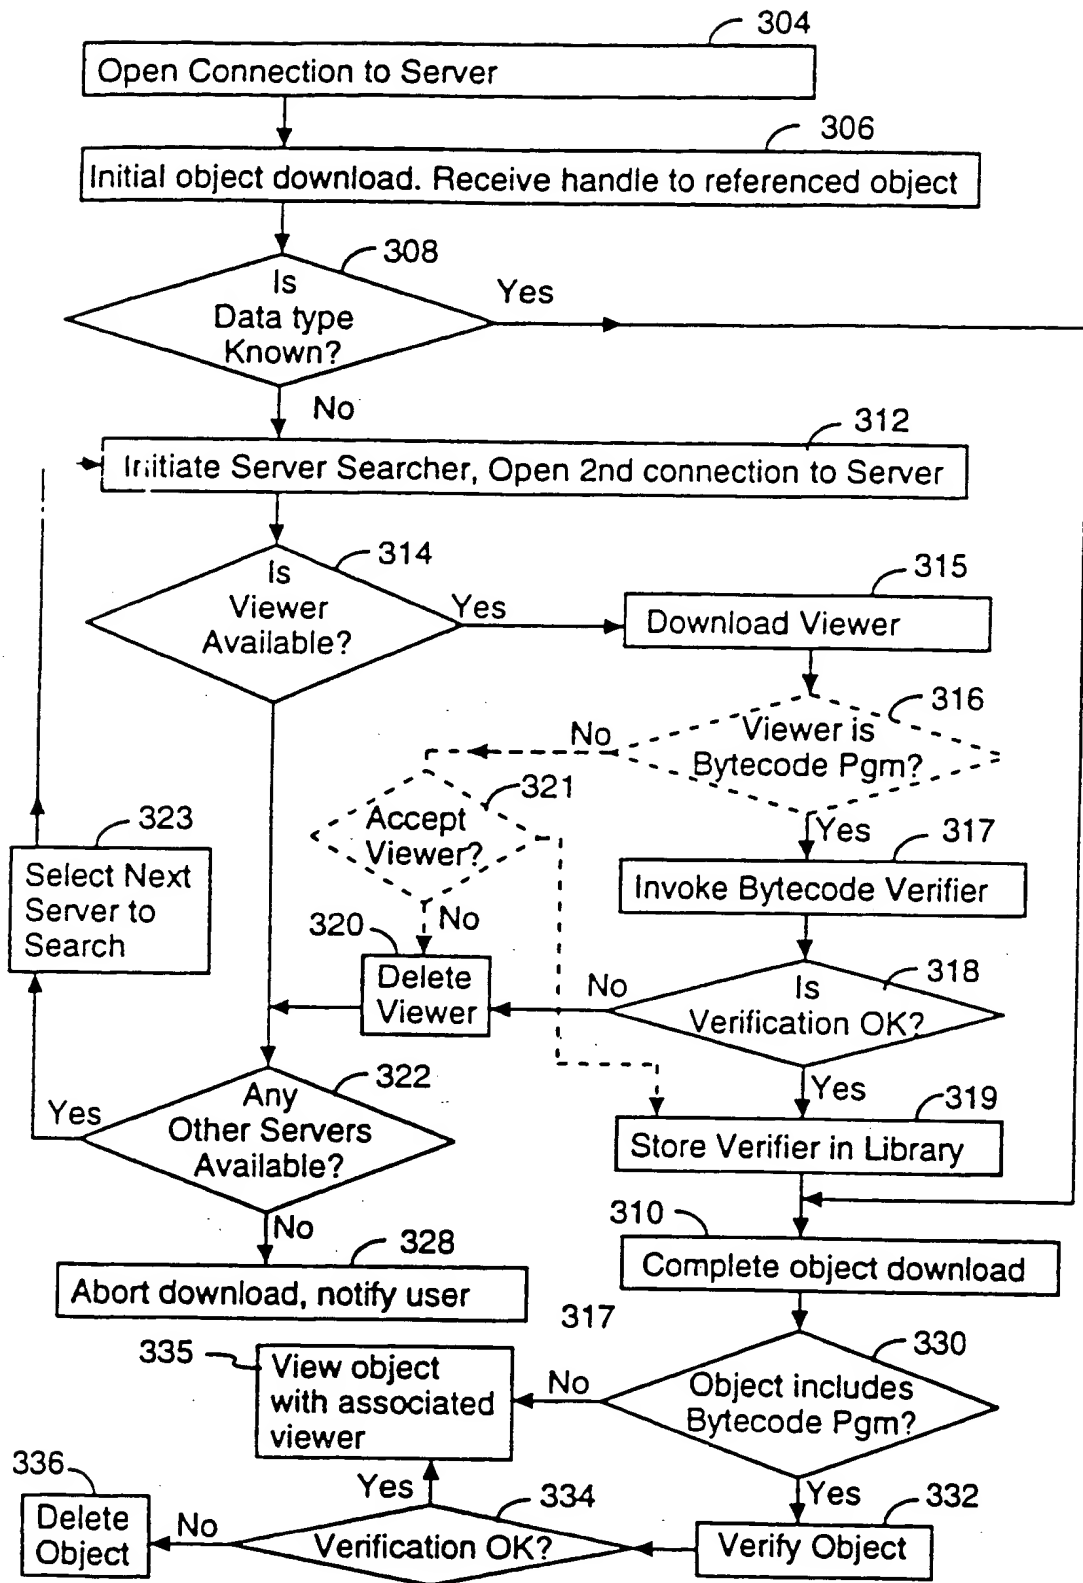 304
Open Connection to Server
306
Initial object download. Receive handle to referenced object
308
Is
Data type
Known?
Yes
No
312
Initiate Server Searcher, Open 2nd connection to Server
314
Is
Viewer
Available?
Yes
315
Download Viewer
316
Viewer is
Bytecode Pgm?
No
Yes
321
Accept
Viewer?
No
323
Select Next
Server to
Search
317
Invoke Bytecode Verifier
320
Delete
Viewer
No
318
Is
Verification OK?
Yes
322
Any
Other Servers
Available?
Yes
No
319
Store Verifier in Library
310
Complete object download
328
Abort download, notify user
317
335
View object
with associated
viewer
No
330
Object includes
Bytecode Pgm?
Yes
336
Delete
Object
No
Yes
334
Verification OK?
332
Verify Object